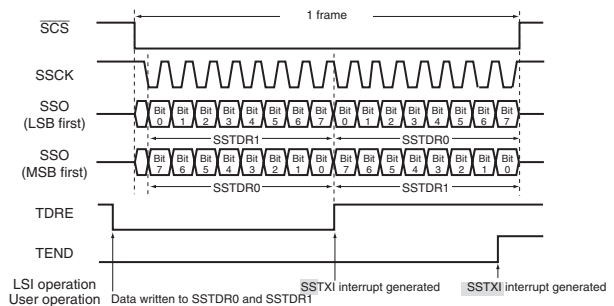 1 frame
SCS
SSCK
SSO
(LSB first)
Bit 0 Bit 1 Bit 2 Bit 3 Bit 4 Bit 5 Bit 6 Bit 7 Bit 0 Bit 1 Bit 2 Bit 3 Bit 4 Bit 5 Bit 6 Bit 7
SSTDR1 SSTDR0
SSO
(MSB first)
Bit 7 Bit 6 Bit 5 Bit 4 Bit 3 Bit 2 Bit 1 Bit 0 Bit 7 Bit 6 Bit 5 Bit 4 Bit 3 Bit 2 Bit 1 Bit 0
SSTDR0 SSTDR1
TDRE
TEND
LSI operation SSTXI interrupt generated SSTXI interrupt generated
User operation Data written to SSTDR0 and SSTDR1